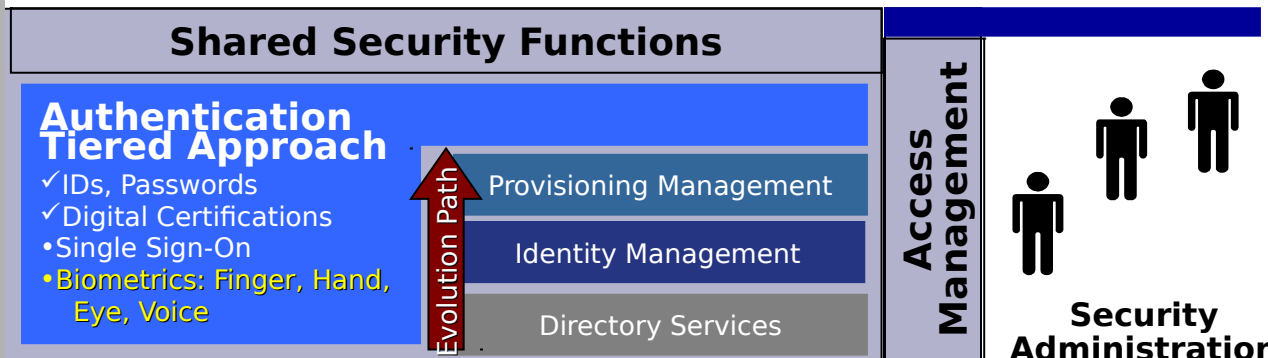 Shared Security Functions
Authentication
Tiered Approach
✓IDs, Passwords
✓Digital Certifications
•Single Sign-On
•Biometrics: Finger, Hand,
Eye, Voice
Evolution Path
Provisioning Management
Identity Management
Directory Services
Access
Management
Security
Administration